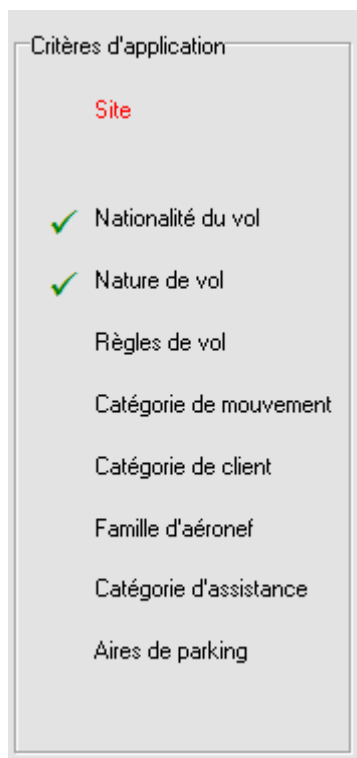 Critères d'application
Site
Nationalité du vol
Nature de vol
Règles de vol
Catégorie de mouvement
Catégorie de client
Famille d'aéronef
Catégorie d'assistance
Aires de parking